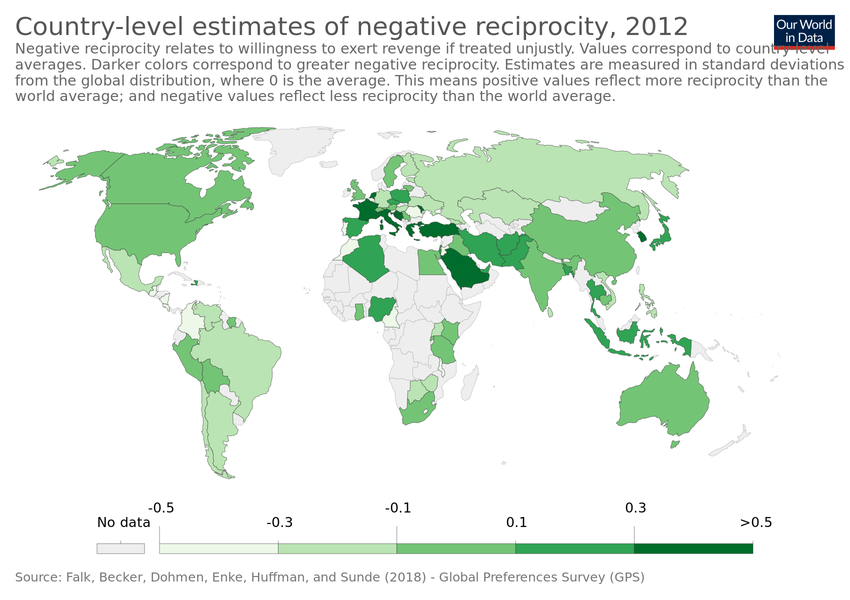 Country-level estimates of negative reciprocity, 2012
Our World
in Data
Negative reciprocity relates to willingness to exert revenge if treated unjustly. Values correspond to country-level
averages. Darker colors correspond to greater negative reciprocity. Estimates are measured in standard deviations
from the global distribution, where 0 is the average. This means positive values reflect more reciprocity than the
world average; and negative values reflect less reciprocity than the world average.
-0.5 -0.1 0.3
No data -0.3 0.1 >0.5
Source: Falk, Becker, Dohmen, Enke, Huffman, and Sunde (2018) - Global Preferences Survey (GPS)